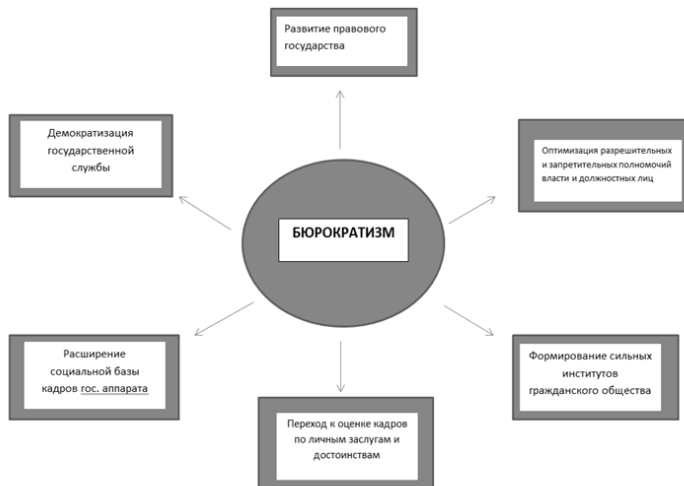 Развитие правового
государства
Демократизация
государственной
службы
Оптимизация разрешительных
и запретительных полномочий
власти и должностных лиц
БЮРОКРАТИЗМ
Расширение
социальной базы
кадров гос. аппарата
Формирование сильных
институтов
гражданского общества
Переход к оценке кадров
по личным заслугам и
достоинствам